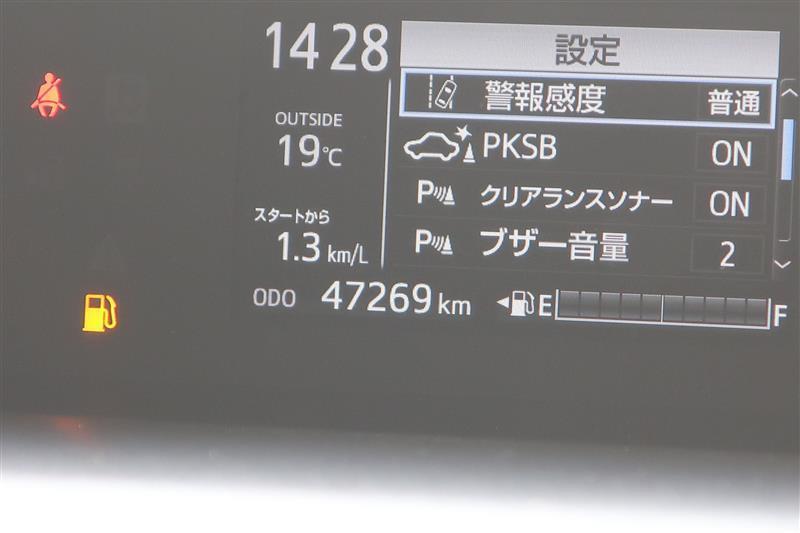 14 28
OUTSIDE
19℃
スタートから
1.3 km/L
設定
警報感度 普通
PKSB ON
P クリアランスソナー ON
P ブザー音量 2
ODO 47269 km
E F